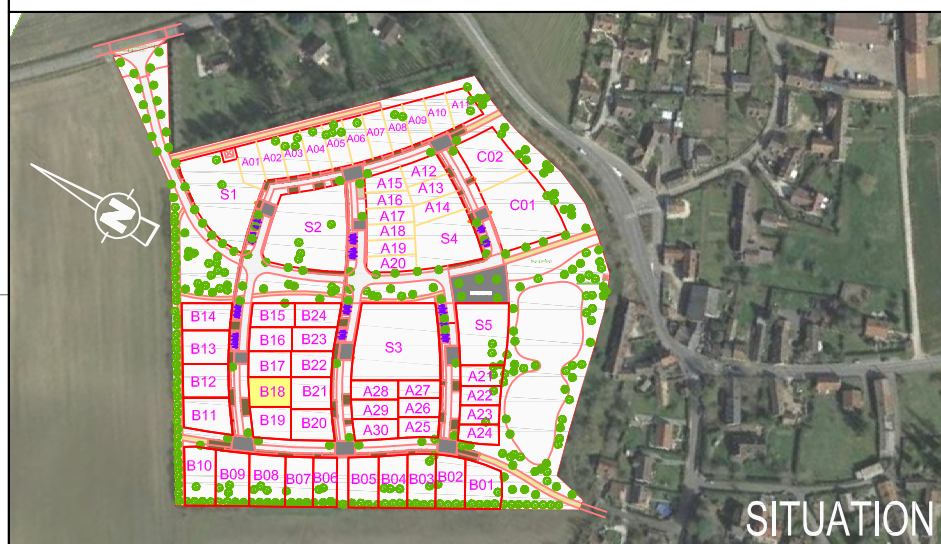 A01
A02
A03
A04
A05
A06
A07
A08
A09
A10
A11
S1
S2
A15
A16
A17
A18
A19
A20
A12
A13
A14
S4
C02
C01
N
B14
B13
B12
B11
B15
B24
B16
B23
B17
B22
B18
B21
B19
B20
S3
A28
A27
A29
A26
A30
A25
S5
A21
A22
A23
A24
B10
B09
B08
B07
B06
B05
B04
B03
B02
B01
SITUATION